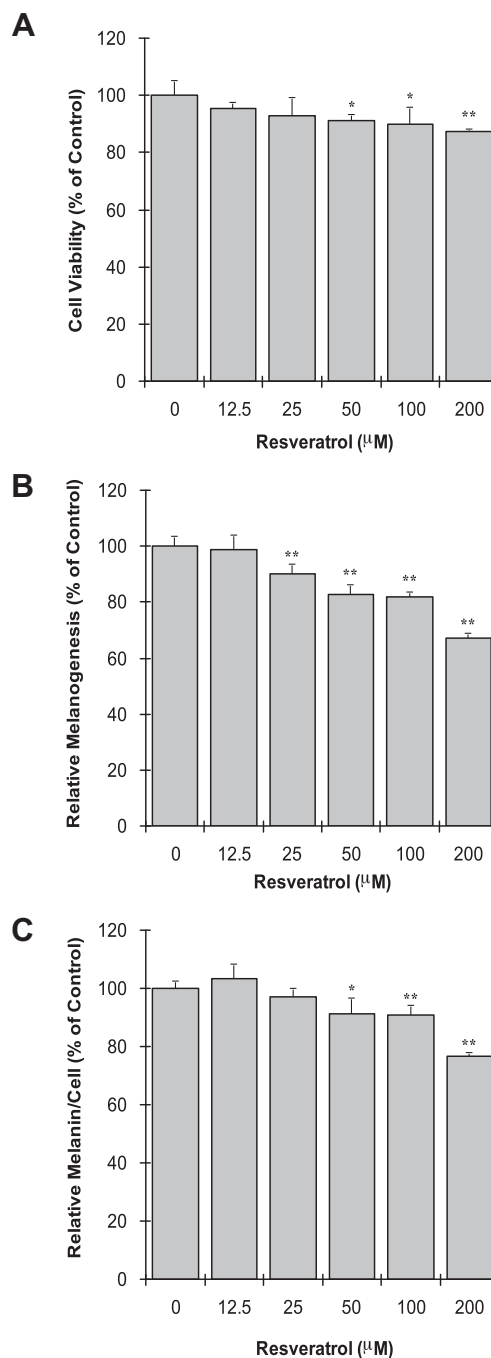 A
Cell Viability (% of Control)
120
100
80
60
40
20
0
* * **
0 12.5 25 50 100 200
Resveratrol (μM)
B
Relative Melanogenesis (% of Control)
120
100
80
60
40
20
0
** ** ** **
0 12.5 25 50 100 200
Resveratrol (μM)
C
Relative Melanin/Cell (% of Control)
120
100
80
60
40
20
0
* ** **
0 12.5 25 50 100 200
Resveratrol (μM)